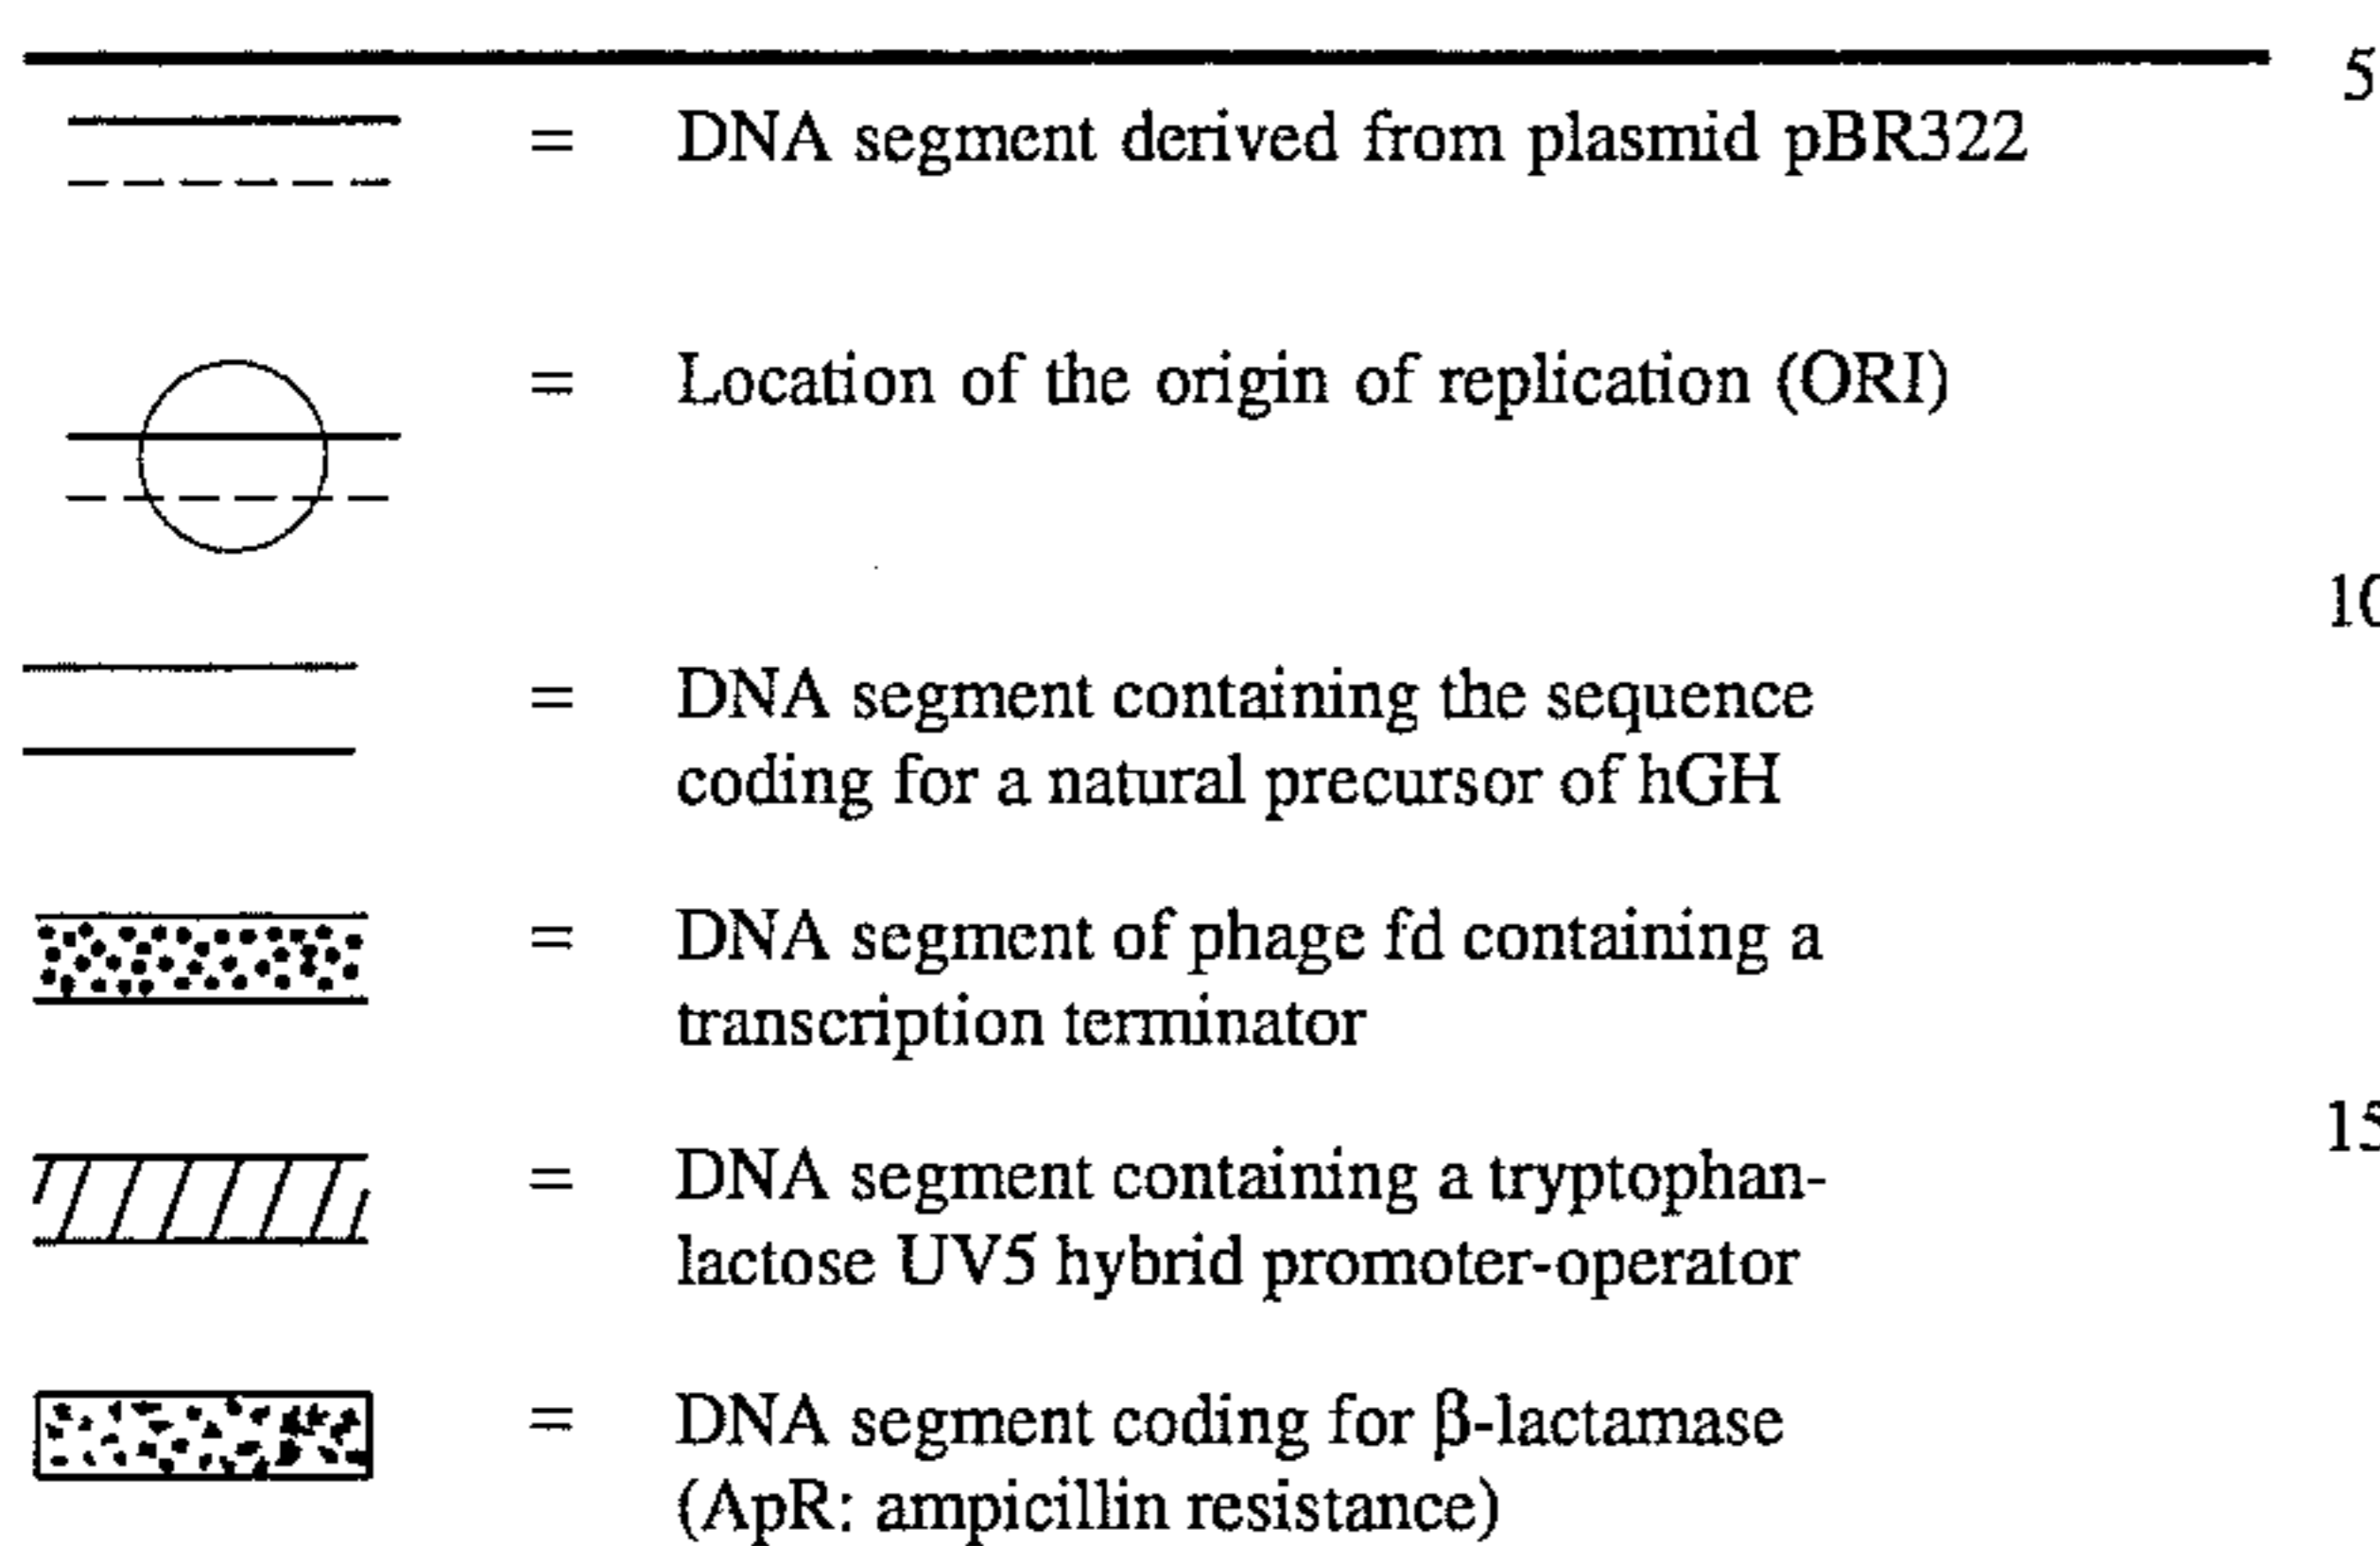 5
= DNA segment derived from plasmid pBR322
= Location of the origin of replication (ORI)
10
= DNA segment containing the sequence
coding for a natural precursor of hGH
= DNA segment of phage fd containing a
transcription terminator
15
= DNA segment containing a tryptophan-
lactose UV5 hybrid promoter-operator
= DNA segment coding for β-lactamase
(ApR: ampicillin resistance)